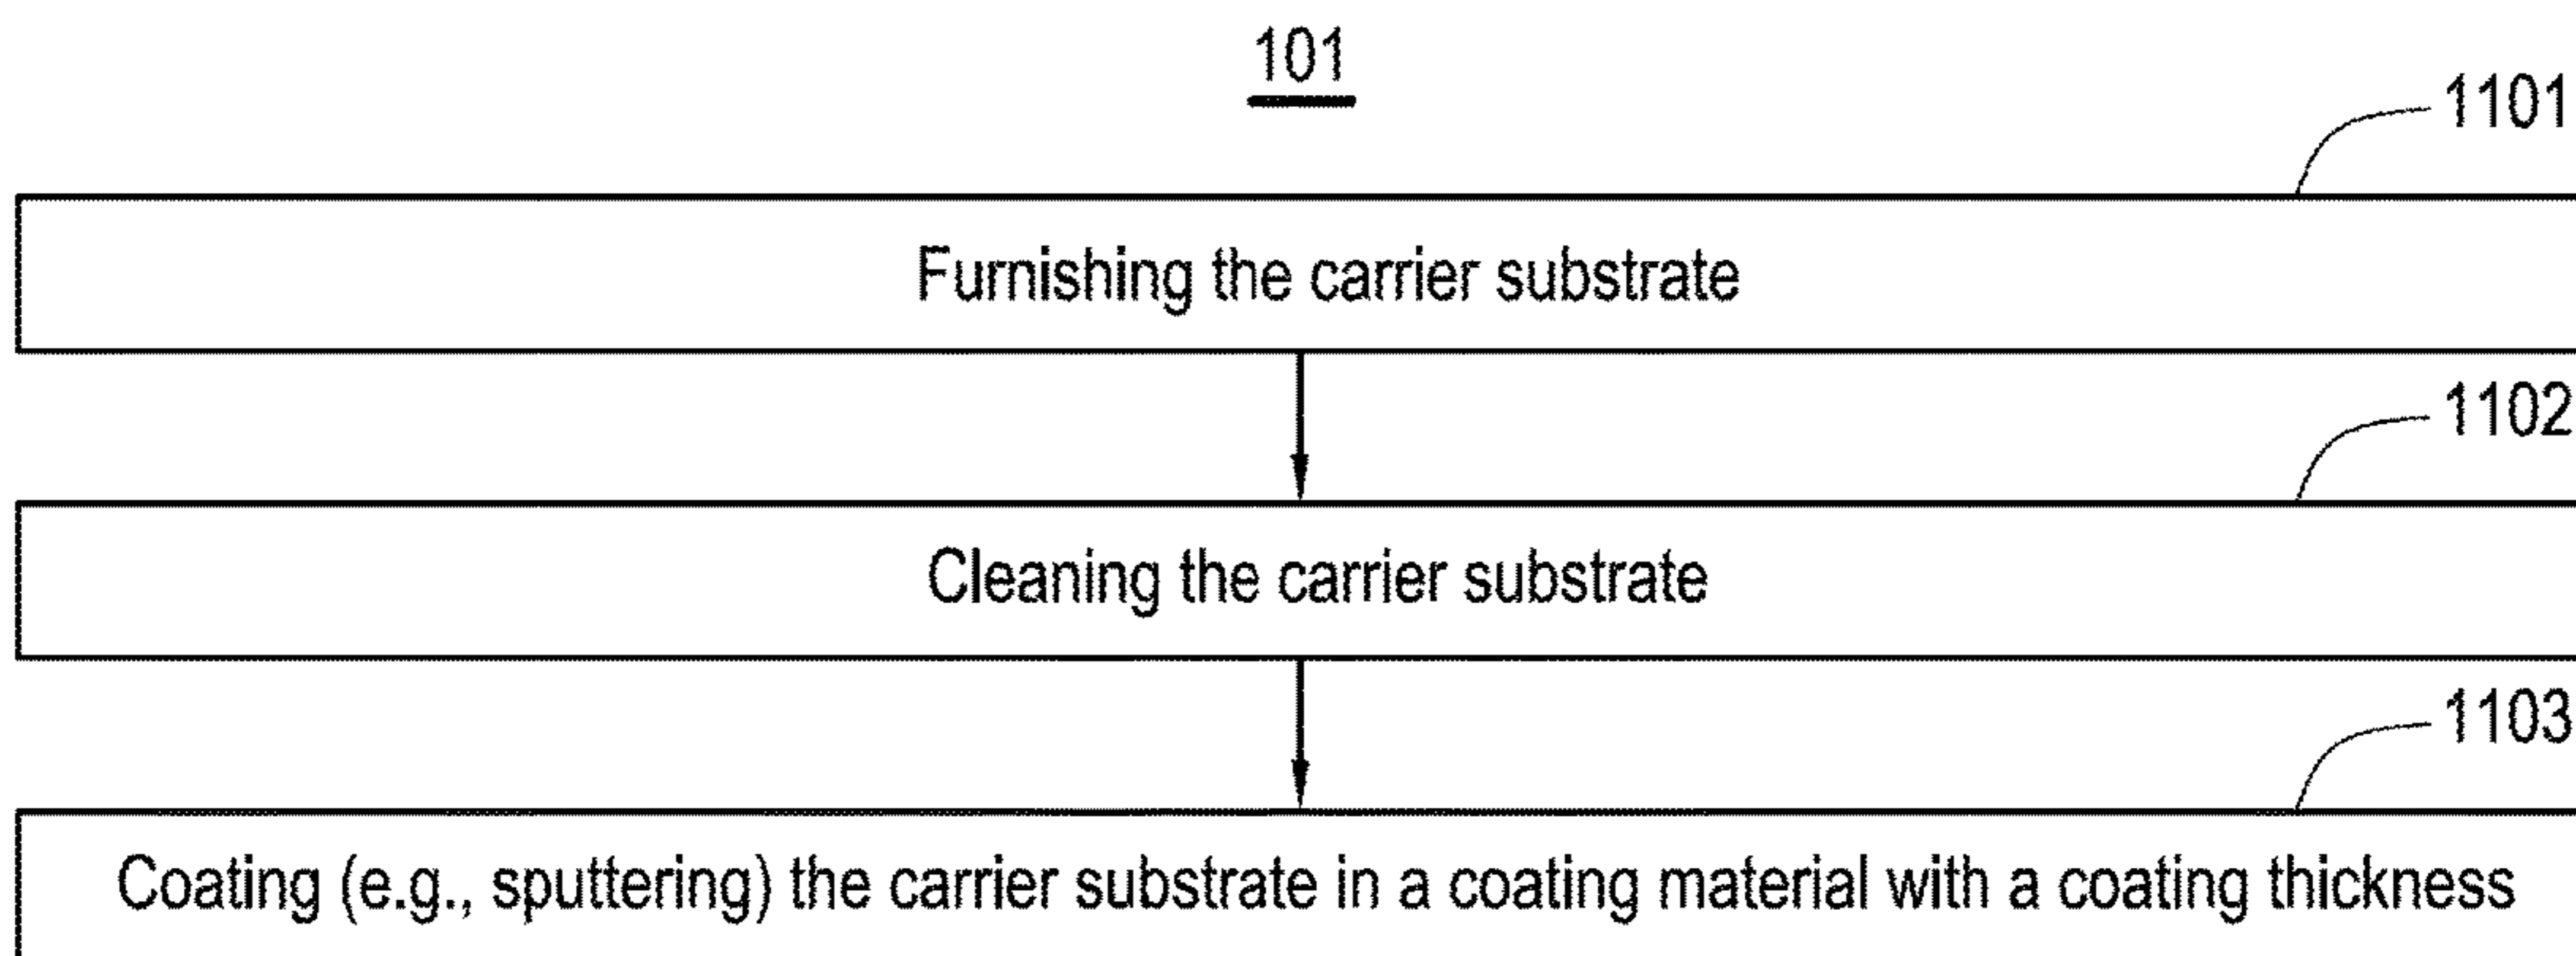 101
1101
Furnishing the carrier substrate
1102
Cleaning the carrier substrate
1103
Coating (e.g., sputtering) the carrier substrate in a coating material with a coating thickness